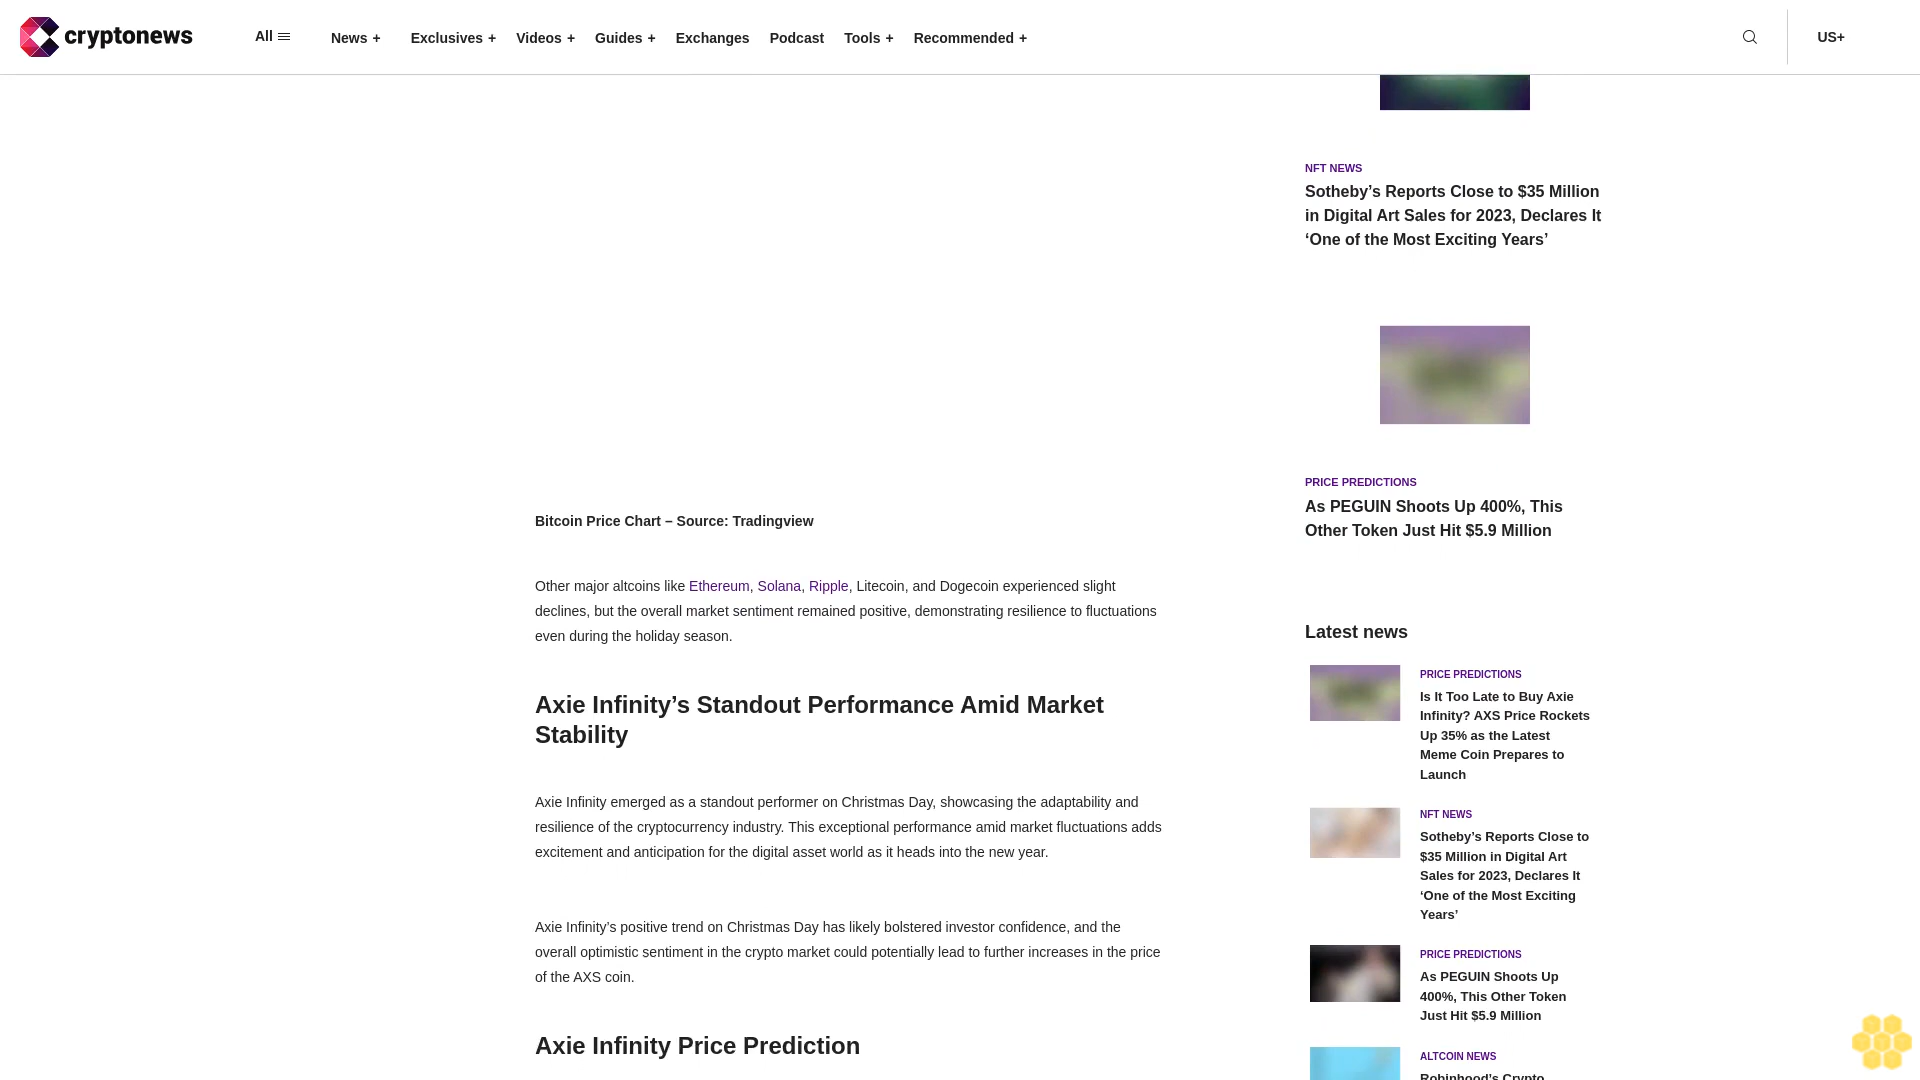 cryptonews
All
News +
Exclusives +
Videos +
Guides +
Exchanges
Podcast
Tools +
Recommended +
US+
Bitcoin Price Chart – Source: Tradingview
Other major altcoins like Ethereum, Solana, Ripple, Litecoin, and Dogecoin experienced slight
declines, but the overall market sentiment remained positive, demonstrating resilience to fluctuations
even during the holiday season.
Axie Infinity’s Standout Performance Amid Market
Stability
Axie Infinity emerged as a standout performer on Christmas Day, showcasing the adaptability and
resilience of the cryptocurrency industry. This exceptional performance amid market fluctuations adds
excitement and anticipation for the digital asset world as it heads into the new year.
Axie Infinity’s positive trend on Christmas Day has likely bolstered investor confidence, and the
overall optimistic sentiment in the crypto market could potentially lead to further increases in the price
of the AXS coin.
Axie Infinity Price Prediction
NFT NEWS
Sotheby’s Reports Close to $35 Million
in Digital Art Sales for 2023, Declares It
‘One of the Most Exciting Years’
PRICE PREDICTIONS
As PEGUIN Shoots Up 400%, This
Other Token Just Hit $5.9 Million
Latest news
PRICE PREDICTIONS
Is It Too Late to Buy Axie
Infinity? AXS Price Rockets
Up 35% as the Latest
Meme Coin Prepares to
Launch
NFT NEWS
Sotheby’s Reports Close to
$35 Million in Digital Art
Sales for 2023, Declares It
‘One of the Most Exciting
Years’
PRICE PREDICTIONS
As PEGUIN Shoots Up
400%, This Other Token
Just Hit $5.9 Million
ALTCOIN NEWS
Robinhood’s Crypto